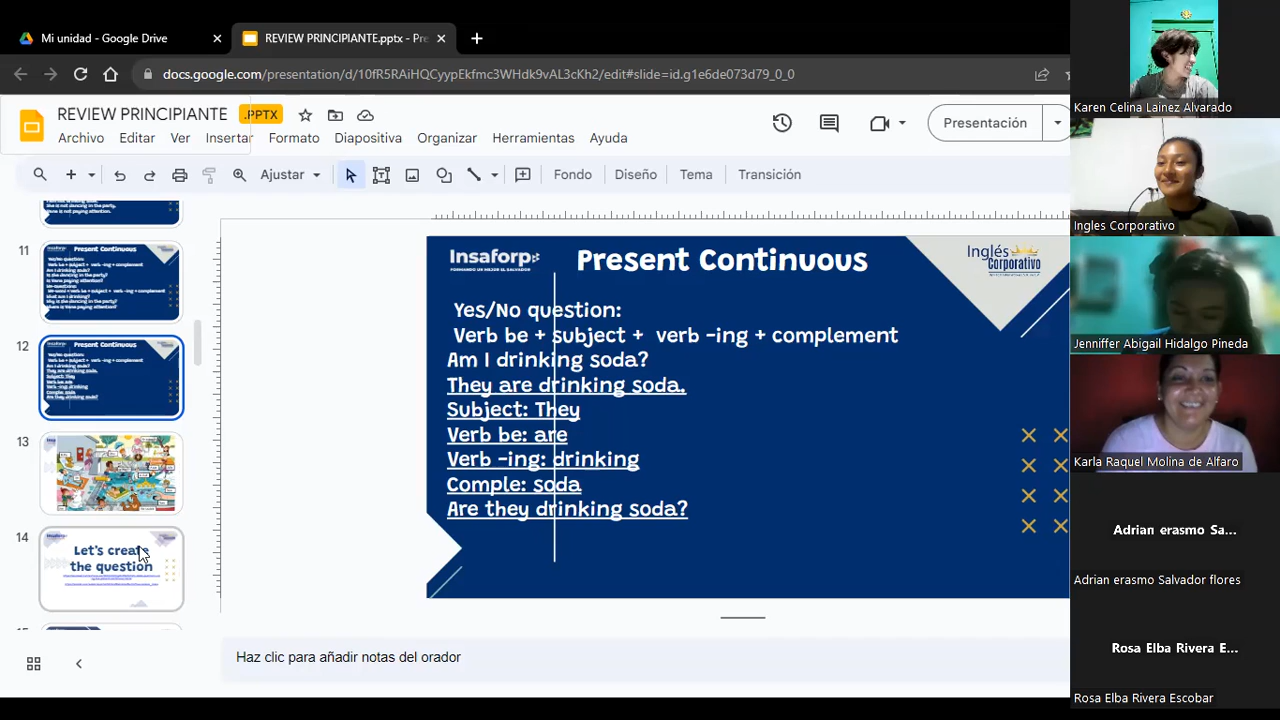 Mi unidad - Google Drive
REVIEW PRINCIPIANTE.pptx - Pre
docs.google.com/presentation/d/10fR5RAiHQCyypEkfmc3WHdk9vAL3cKh2/edit#slide=id.g1e6de073d79_0_0
REVIEW PRINCIPIANTE
.PPTX
Archivo Editar Ver Insertar Formato Diapositiva Organizar Herramientas Ayuda
Presentación
Ajustar
Fondo Diseño Tema Transición
11
Present Continuous
12
Present Continuous
13
14
Let's create
the question
Insaforp
FORMANDO UN MEJOR EL SALVADOR
Present Continuous
Inglés
Corporativo
Yes/No question:
Verb be + subject + verb -ing + complement
Am I drinking soda?
They are drinking soda.
Subject: They
Verb be: are
Verb -ing: drinking
Comple: soda
Are they drinking soda?
Haz clic para añadir notas del orador
Karen Celina Lainez Alvarado
Ingles Corporativo
Jenniffer Abigail Hidalgo Pineda
Karla Raquel Molina de Alfaro
Adrian erasmo Sa...
Adrian erasmo Salvador flores
Rosa Elba Rivera E...
Rosa Elba Rivera Escobar